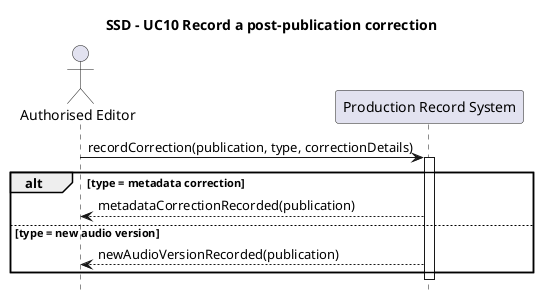 SSD - UC10 Record a post-publication correction
Authorised Editor
Production Record System
recordCorrection(publication, type, correctionDetails)
alt [type = metadata correction]
metadataCorrectionRecorded(publication)
[type = new audio version]
newAudioVersionRecorded(publication)